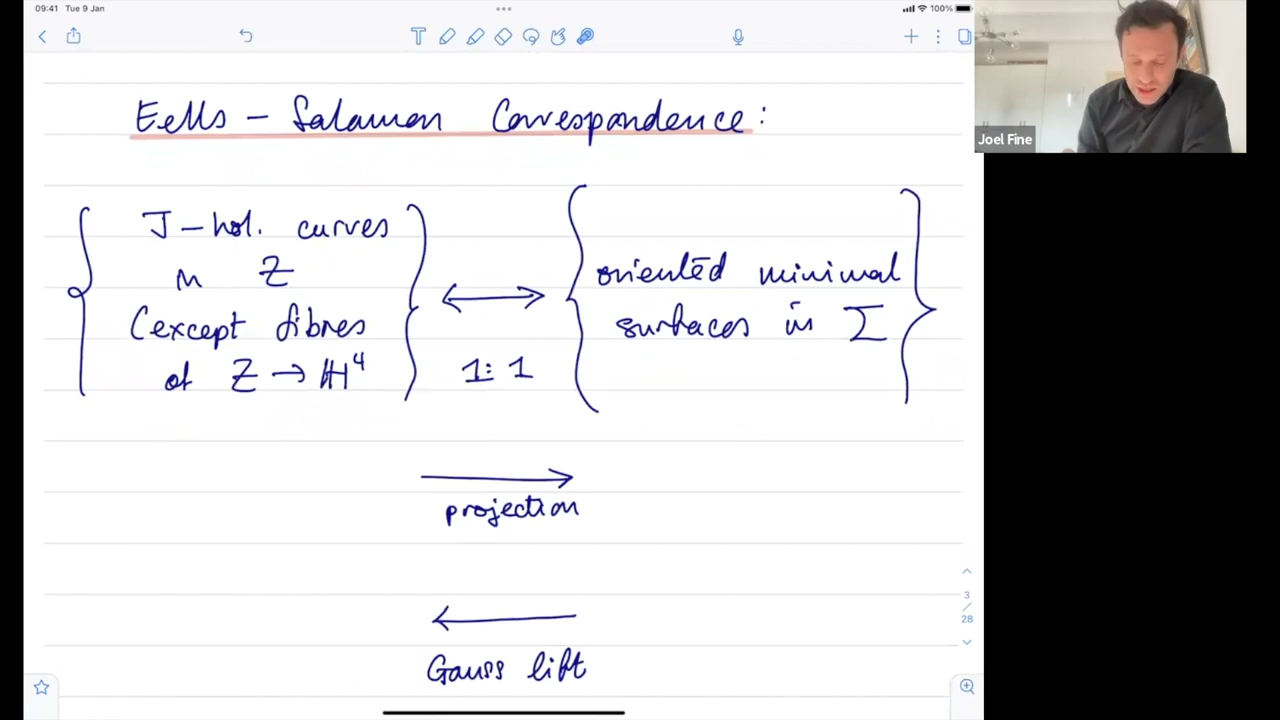 09:41 Tue 9 Jan
100%
Joel Fine
Eells - Salamon Correspondence:
J-hol. curves
in Z
(except fibres
of Z → ℍ⁴
↔
1:1
oriented minimal
surfaces in Σ
projection
Gauss lift
3
/
28